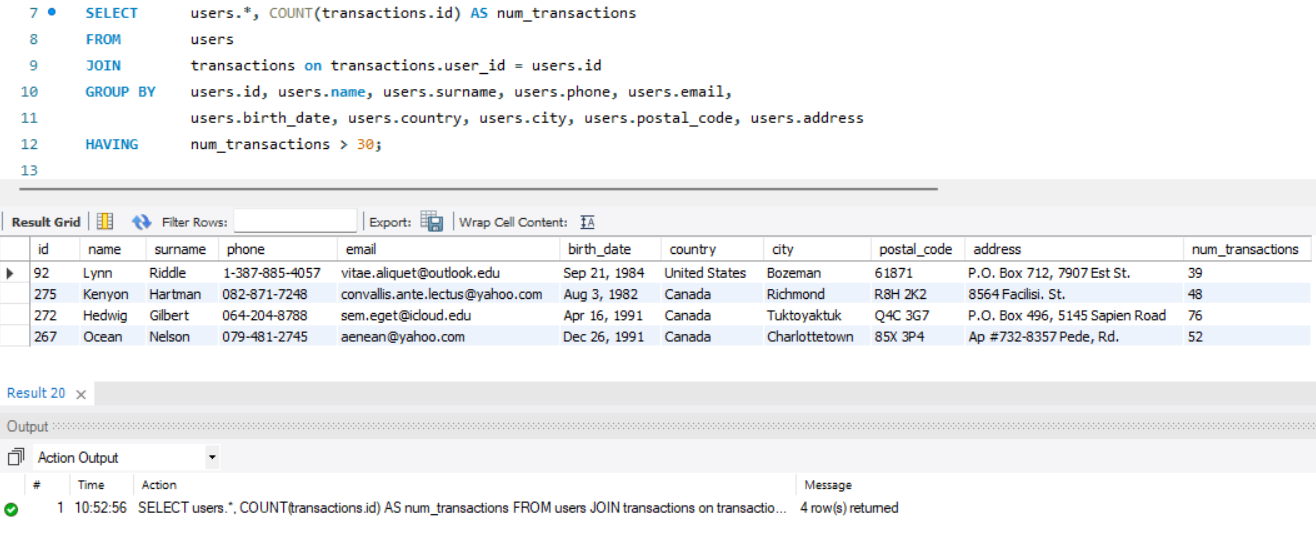 7 SELECT users.*, COUNT(transactions.id) AS num_transactions
8 FROM users
9 JOIN transactions on transactions.user_id = users.id
10 GROUP BY users.id, users.name, users.surname, users.phone, users.email,
11 users.birth_date, users.country, users.city, users.postal_code, users.address
12 HAVING num_transactions > 30;
13
Result Grid Filter Rows: Export: Wrap Cell Content: IA
id name surname phone email birth_date country city postal_code address num_transactions
92 Lynn Riddle 1-387-885-4057 vitae.aliquet@outlook.edu Sep 21, 1984 United States Bozeman 61871 P.O. Box 712, 7907 Est St. 39
275 Kenyon Hartman 082-871-7248 convallis.ante.lectus@yahoo.com Aug 3, 1982 Canada Richmond R8H 2K2 8564 Facilisi. St. 48
272 Hedwig Gilbert 064-204-8788 sem.eget@icloud.edu Apr 16, 1991 Canada Tuktoyaktuk Q4C 3G7 P.O. Box 496, 5145 Sapien Road 76
267 Ocean Nelson 079-481-2745 aenean@yahoo.com Dec 26, 1991 Canada Charlottetown 85X 3P4 Ap #732-8357 Pede, Rd. 52
Result 20 ×
Output
Action Output
# Time Action Message
1 10:52:56 SELECT users.*, COUNT(transactions.id) AS num_transactions FROM users JOIN transactions on transactio... 4 row(s) returned